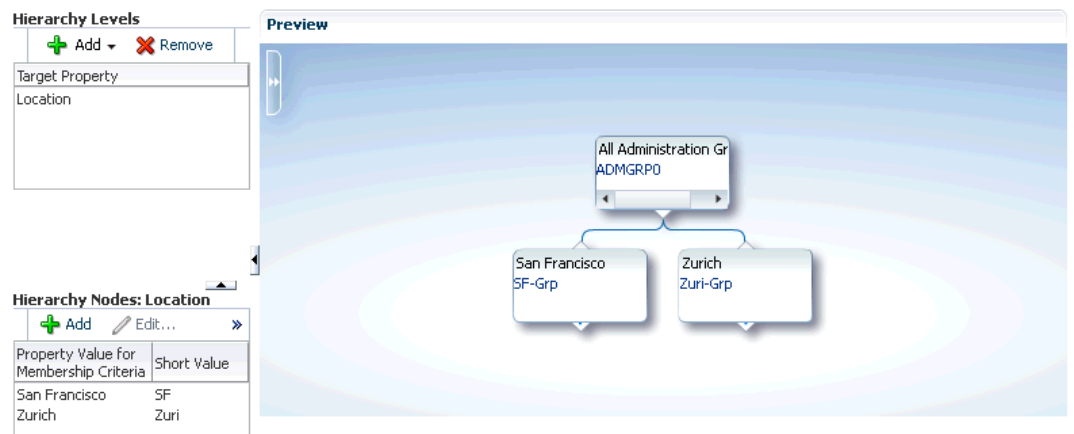 Hierarchy Levels
Add
Remove
Target Property
Location
Hierarchy Nodes: Location
Add
Edit...
Property Value for
Membership Criteria
Short Value
San Francisco
SF
Zurich
Zuri
Preview
All Administration Gr
ADMGRP0
San Francisco
SF-Grp
Zurich
Zuri-Grp